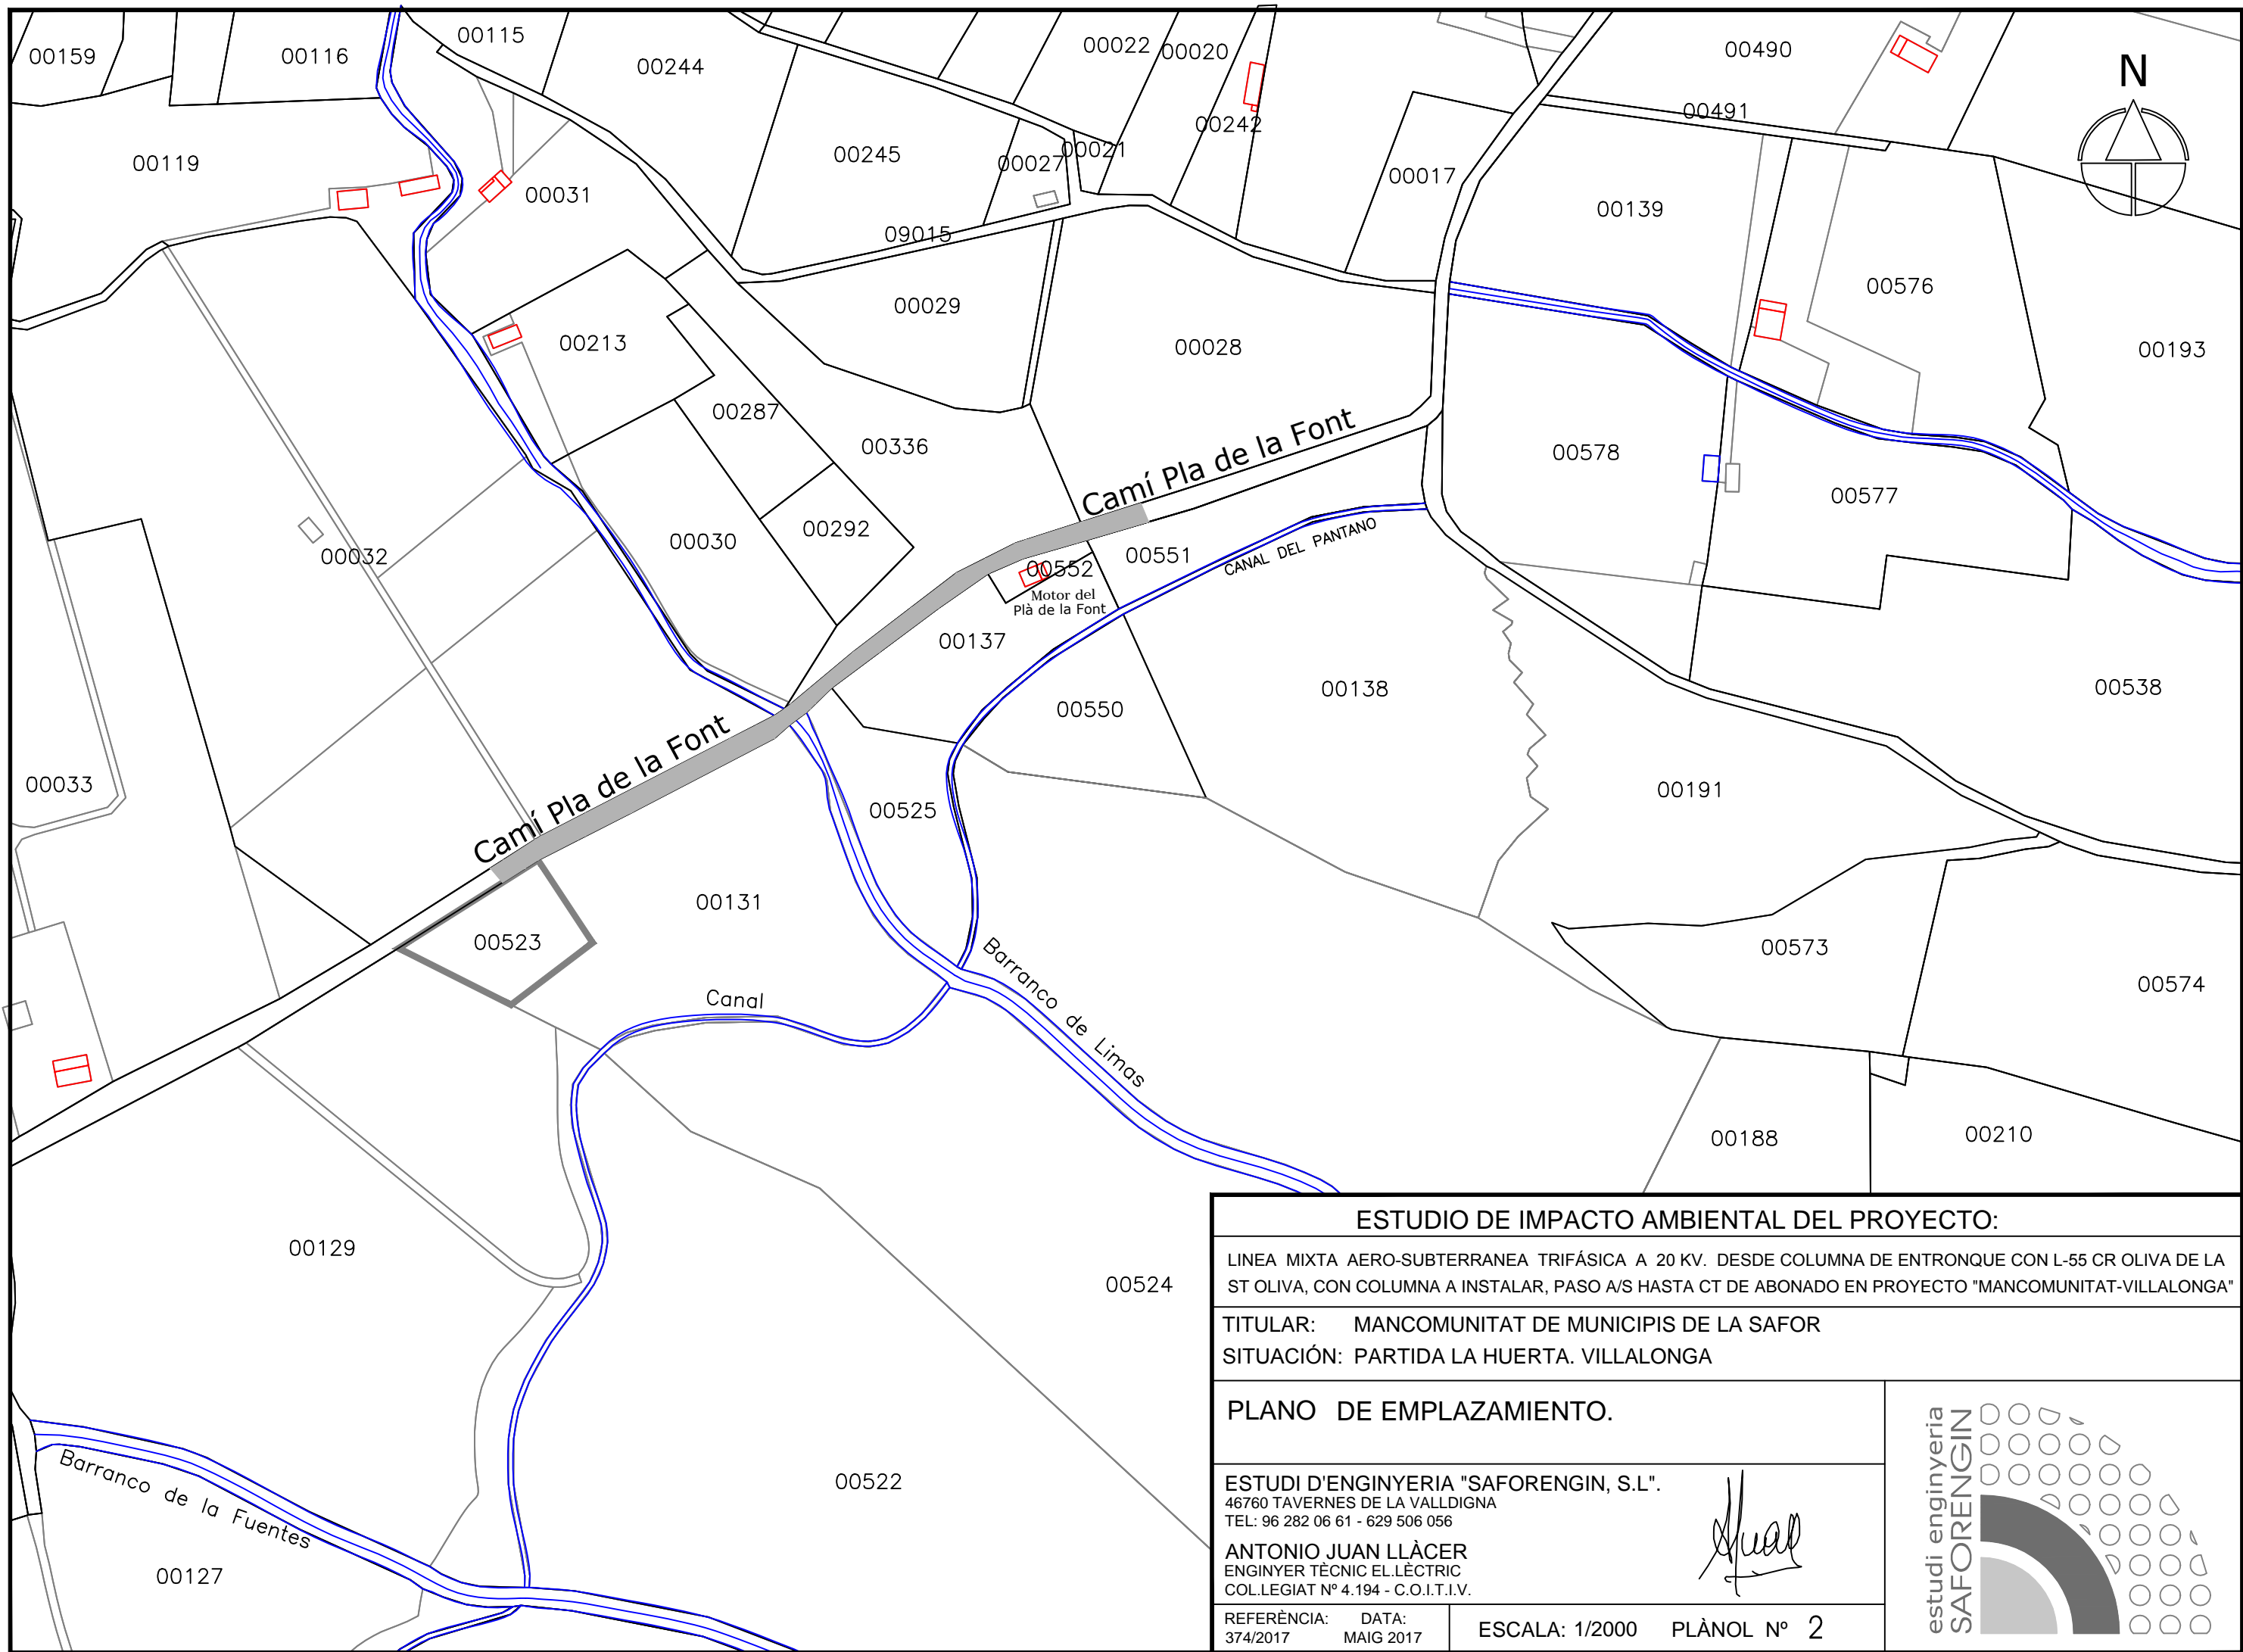 00115
00159
00116
00244
00022
00020
00490
N
00491
00242
00119
00245
00027
00021
00017
00031
00139
09015
00576
00029
00213
00028
00193
00287
00336
Camí Pla de la Font
00578
00577
00292
00030
00032
00551
CANAL DEL PANTANO
00552
Motor del
Plà de la Font
00137
00138
00538
00550
Camí Pla de la Font
00033
00191
00525
00131
00523
00573
00574
Canal
Barranco de Limas
00188
00210
00129
00524
00522
Barranco de la Fuentes
00127
ESTUDIO DE IMPACTO AMBIENTAL DEL PROYECTO:
LINEA MIXTA AERO-SUBTERRANEA TRIFÁSICA A 20 KV. DESDE COLUMNA DE ENTRONQUE CON L-55 CR OLIVA DE LA
ST OLIVA, CON COLUMNA A INSTALAR, PASO A/S HASTA CT DE ABONADO EN PROYECTO "MANCOMUNITAT-VILLALONGA"
TITULAR: MANCOMUNITAT DE MUNICIPIS DE LA SAFOR
SITUACIÓN: PARTIDA LA HUERTA. VILLALONGA
PLANO DE EMPLAZAMIENTO.
ESTUDI D'ENGINYERIA "SAFORENGIN, S.L".
46760 TAVERNES DE LA VALLDIGNA
TEL: 96 282 06 61 - 629 506 056
ANTONIO JUAN LLÀCER
ENGINYER TÈCNIC EL.LÈCTRIC
COL.LEGIAT Nº 4.194 - C.O.I.T.I.V.
REFERÈNCIA: DATA:
374/2017 MAIG 2017
ESCALA: 1/2000 PLÀNOL Nº 2
estudi enginyeria
SAFORENGIN